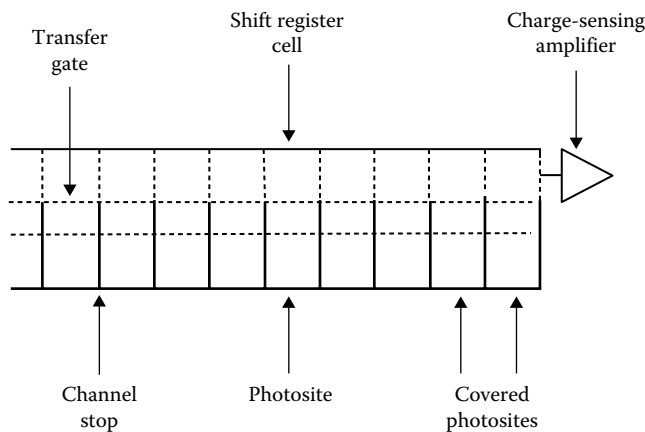 Transfer
gate
Shift register
cell
Charge-sensing
amplifier
Channel
stop
Photosite
Covered
photosites